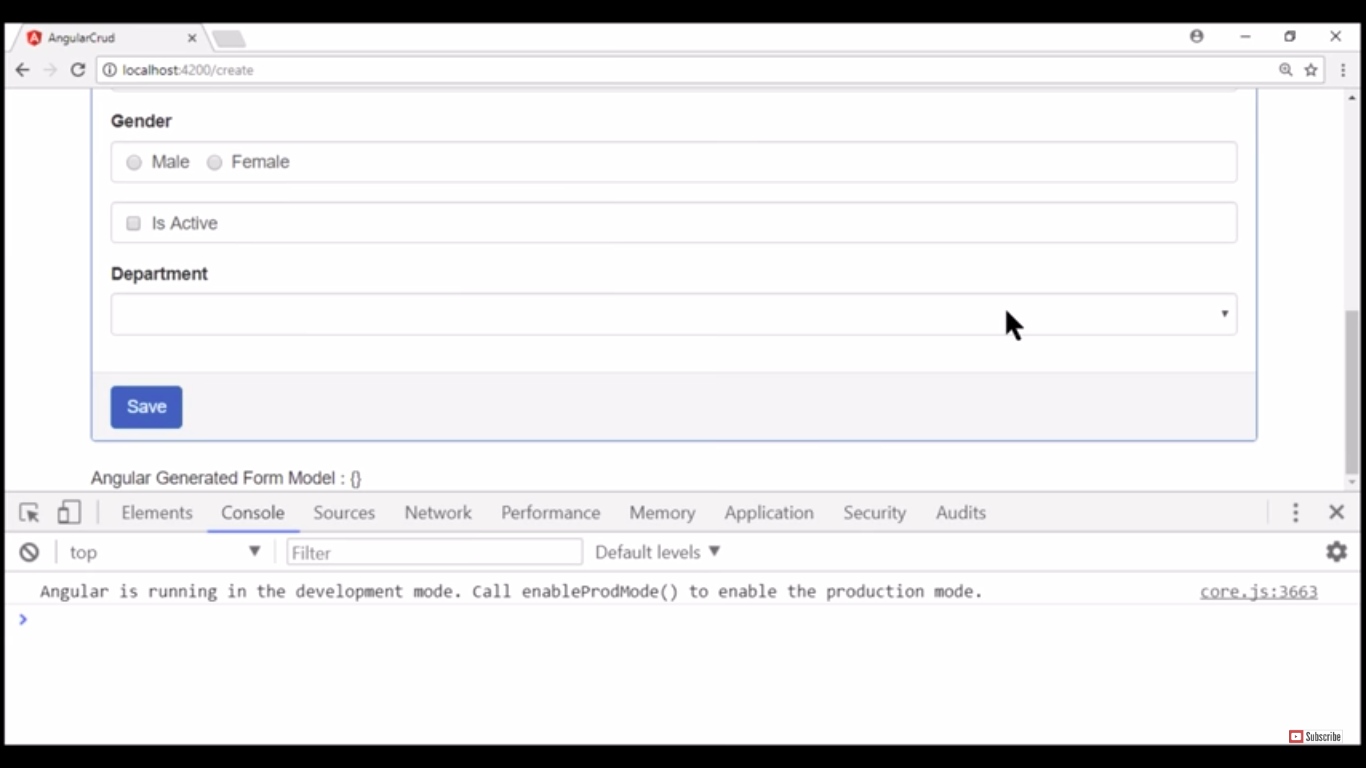 AngularCrud
localhost:4200/create
Gender
Male Female
Is Active
Department
Save
Angular Generated Form Model : {}
Elements Console Sources Network Performance Memory Application Security Audits
top Filter Default levels
Angular is running in the development mode. Call enableProdMode() to enable the production mode. core.js:3663
Subscribe